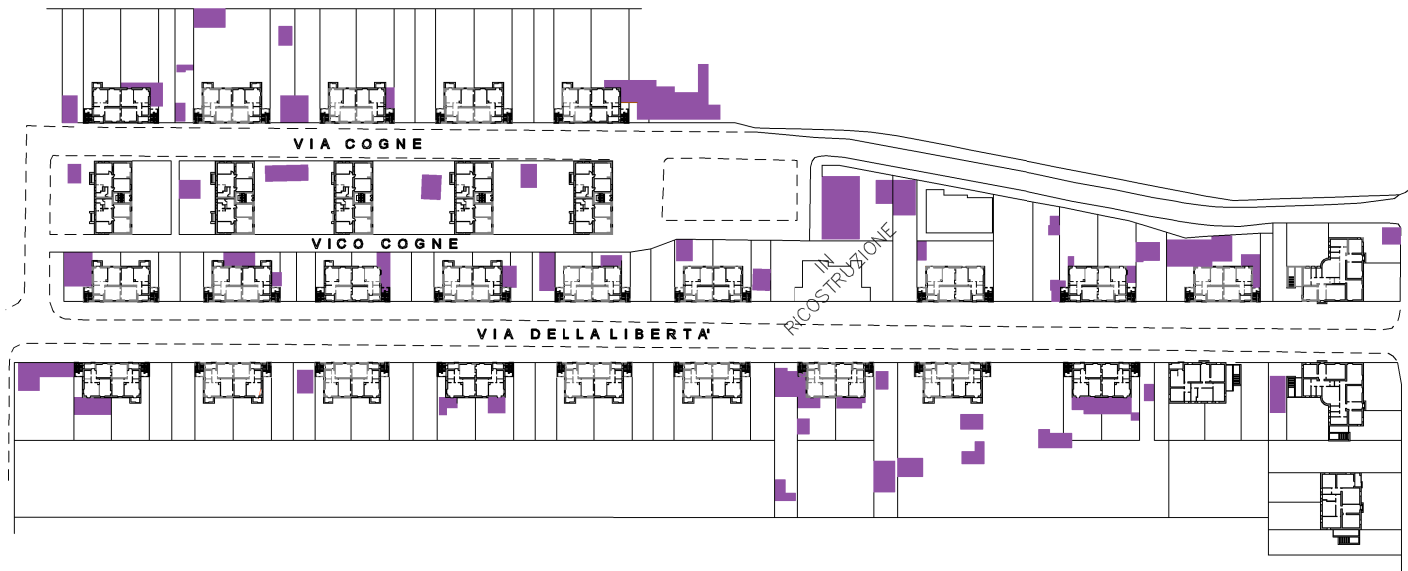 VIA COGNE
VICO COGNE
IN
RICOSTRUZIONE
VIA DELLA LIBERTA'